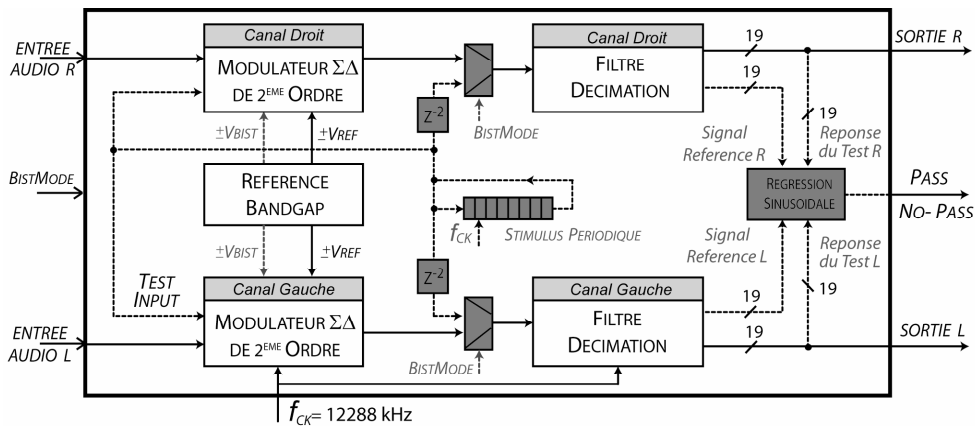 Canal Droit
Canal Droit
ENTREE
AUDIO R
MODULATEUR ΣΔ
DE 2EME ORDRE
FILTRE
DECIMATION
19
19
SORTIE R
Z-2
BISTMODE
19
±VBIST
±VREF
Signal
Reference R
Reponse
du Test R
BISTMODE
REFERENCE
BANDGAP
REGRESSION
SINUSOIDALE
PASS
NO- PASS
fCK
STIMULUS PERIODIQUE
±VBIST
±VREF
Signal
Reference L
Reponse
du Test L
Z-2
TEST
INPUT
Canal Gauche
Canal Gauche
MODULATEUR ΣΔ
DE 2EME ORDRE
FILTRE
DECIMATION
19
19
19
ENTREE
AUDIO L
SORTIE L
BISTMODE
fCK= 12288 kHz